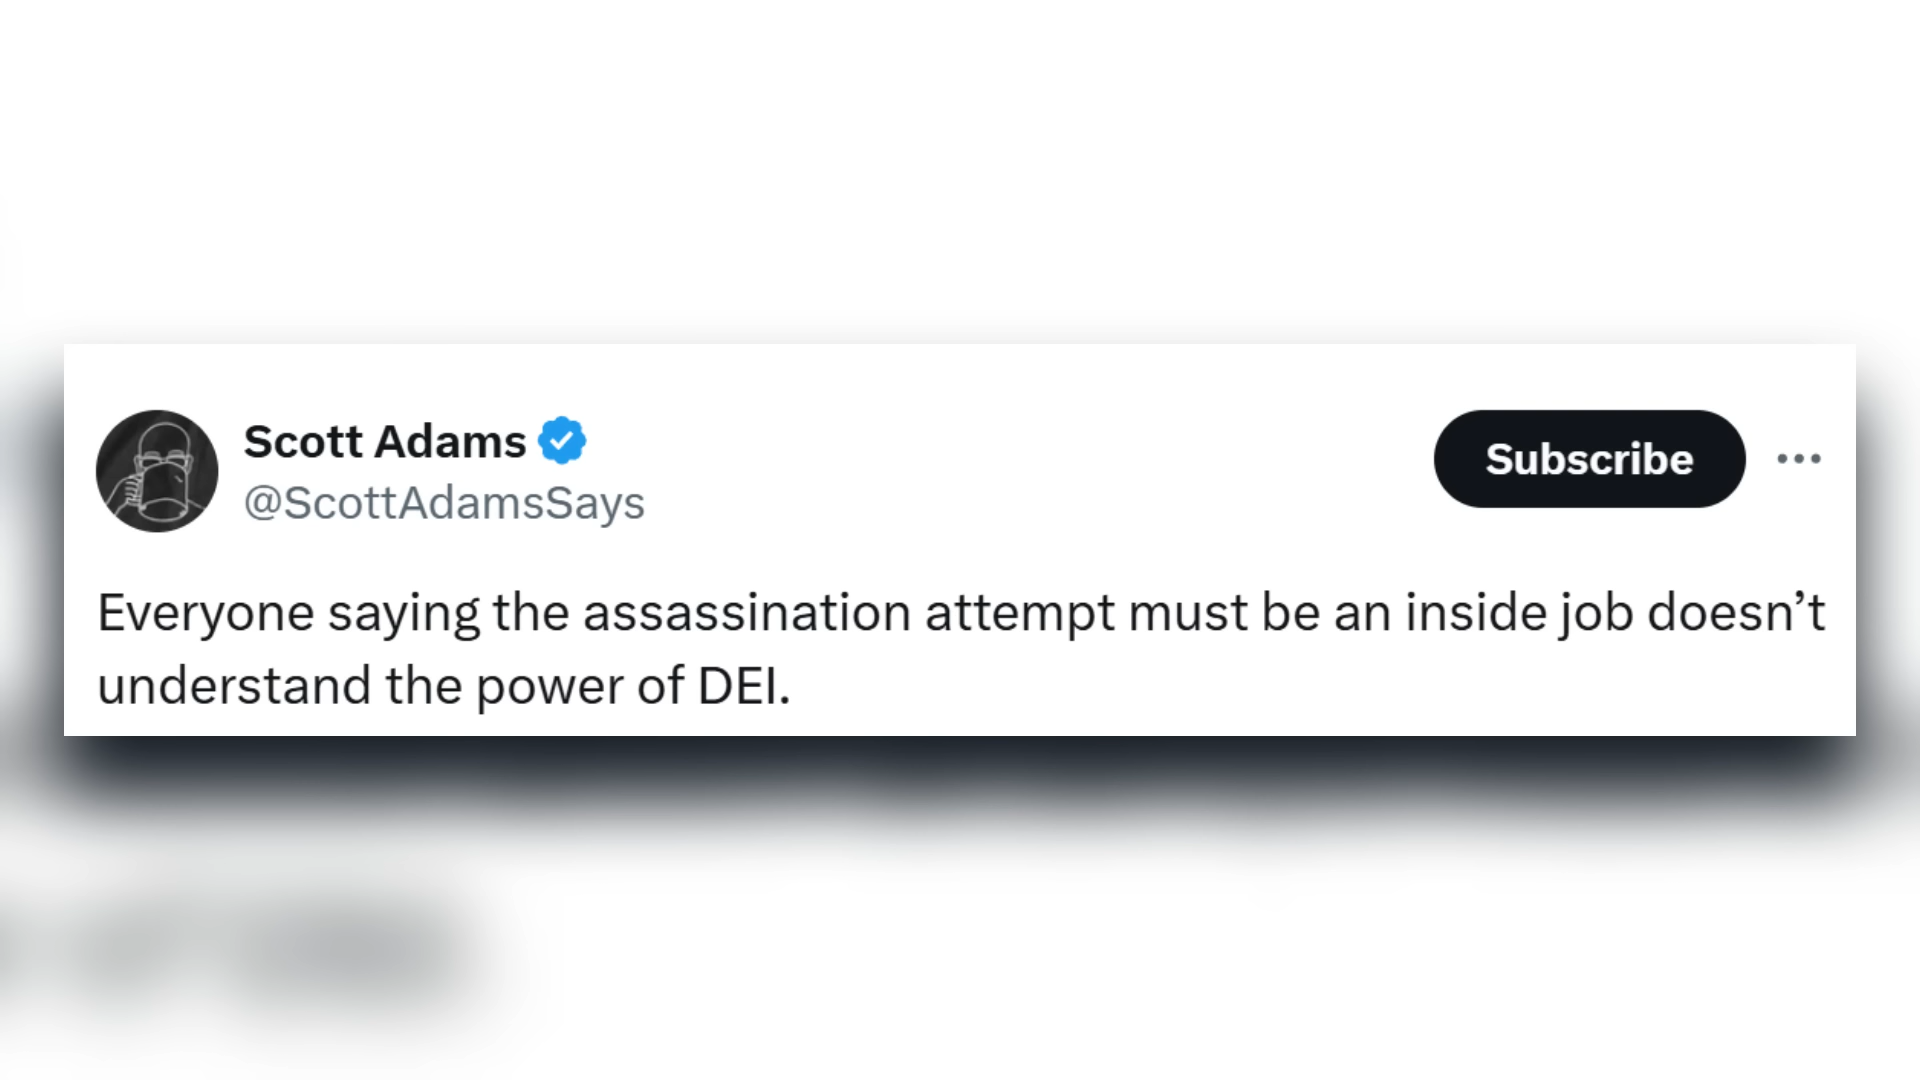 Scott Adams
@ScottAdamsSays
Subscribe
Everyone saying the assassination attempt must be an inside job doesn’t
understand the power of DEI.